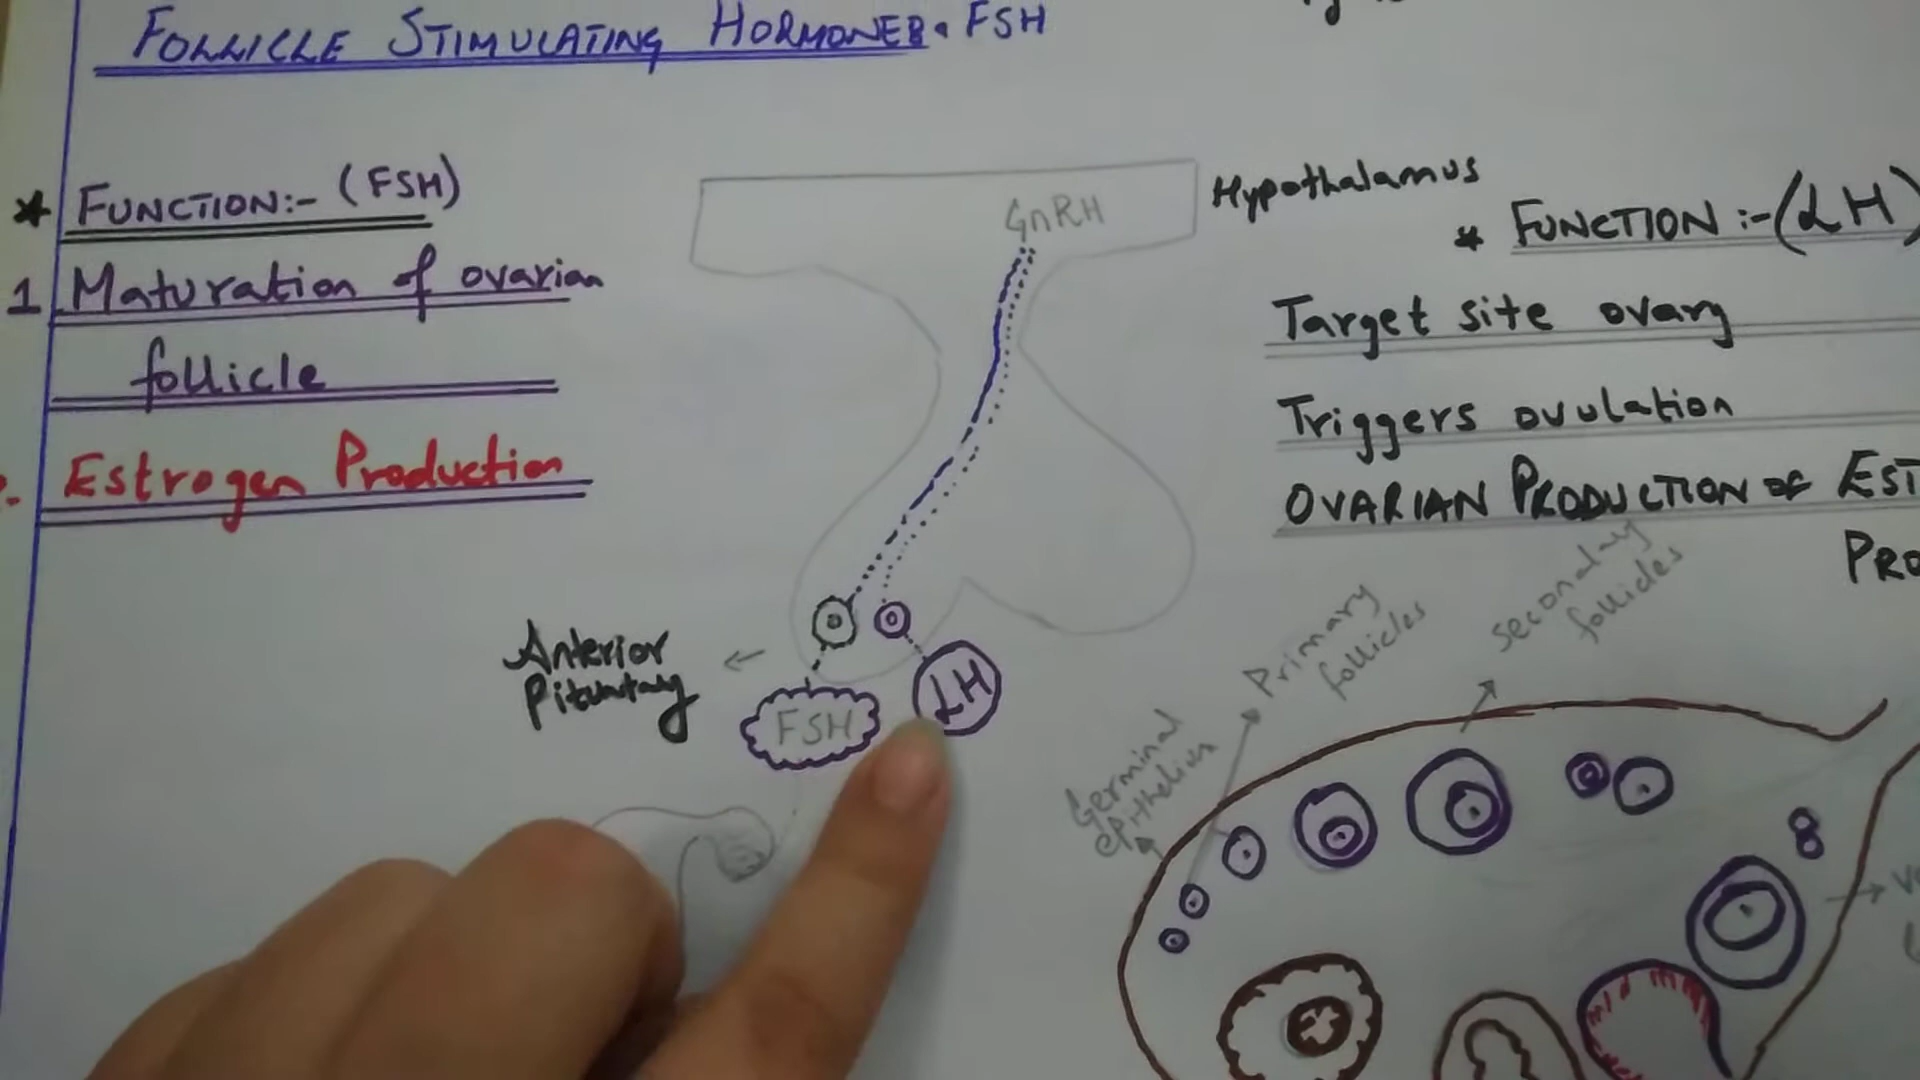 FOLLICLE STIMULATING HORMONES. FSH
* FUNCTION:- (FSH)
1 Maturation of ovarian
follicle
Estrogen Production
GnRH
Hypothalamus
Anterior
Pituitary
FSH
LH
* FUNCTION:-(LH)
Target site ovary
Triggers ovulation
OVARIAN PRODUCTION OF EST
PRO
Primary
follicles
secondary
follicles
Germinal
epithelium